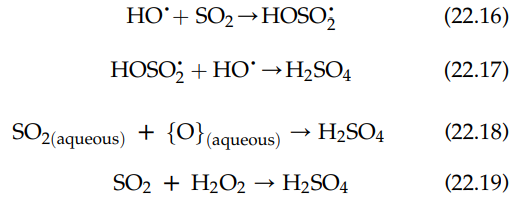 HO˙ + SO₂ → HOSO₂˙ (22.16)
HOSO₂˙ + HO˙ → H₂SO₄ (22.17)
SO₂(aqueous) + {O}(aqueous) → H₂SO₄ (22.18)
SO₂ + H₂O₂ → H₂SO₄ (22.19)